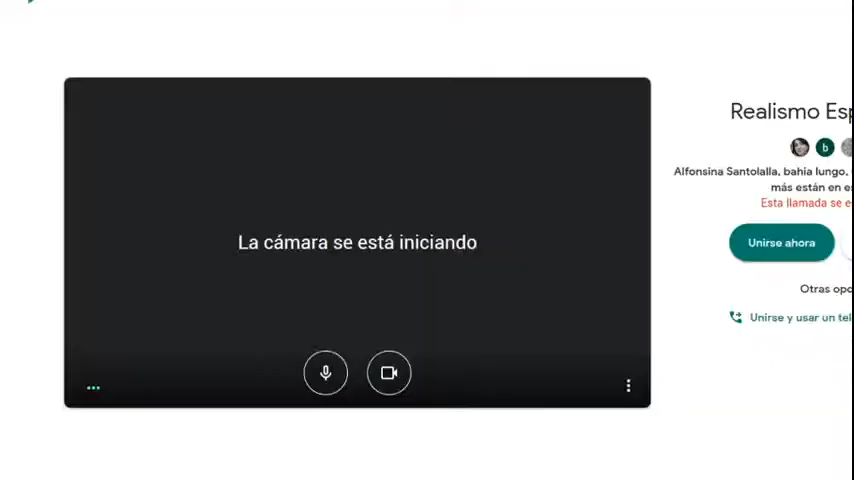 Realismo Esp
b
Alfonsina Santolalla, bahia lungo,
más están en es
Esta llamada se e
La cámara se está iniciando
Unirse ahora
Otras opc
Unirse y usar un tel